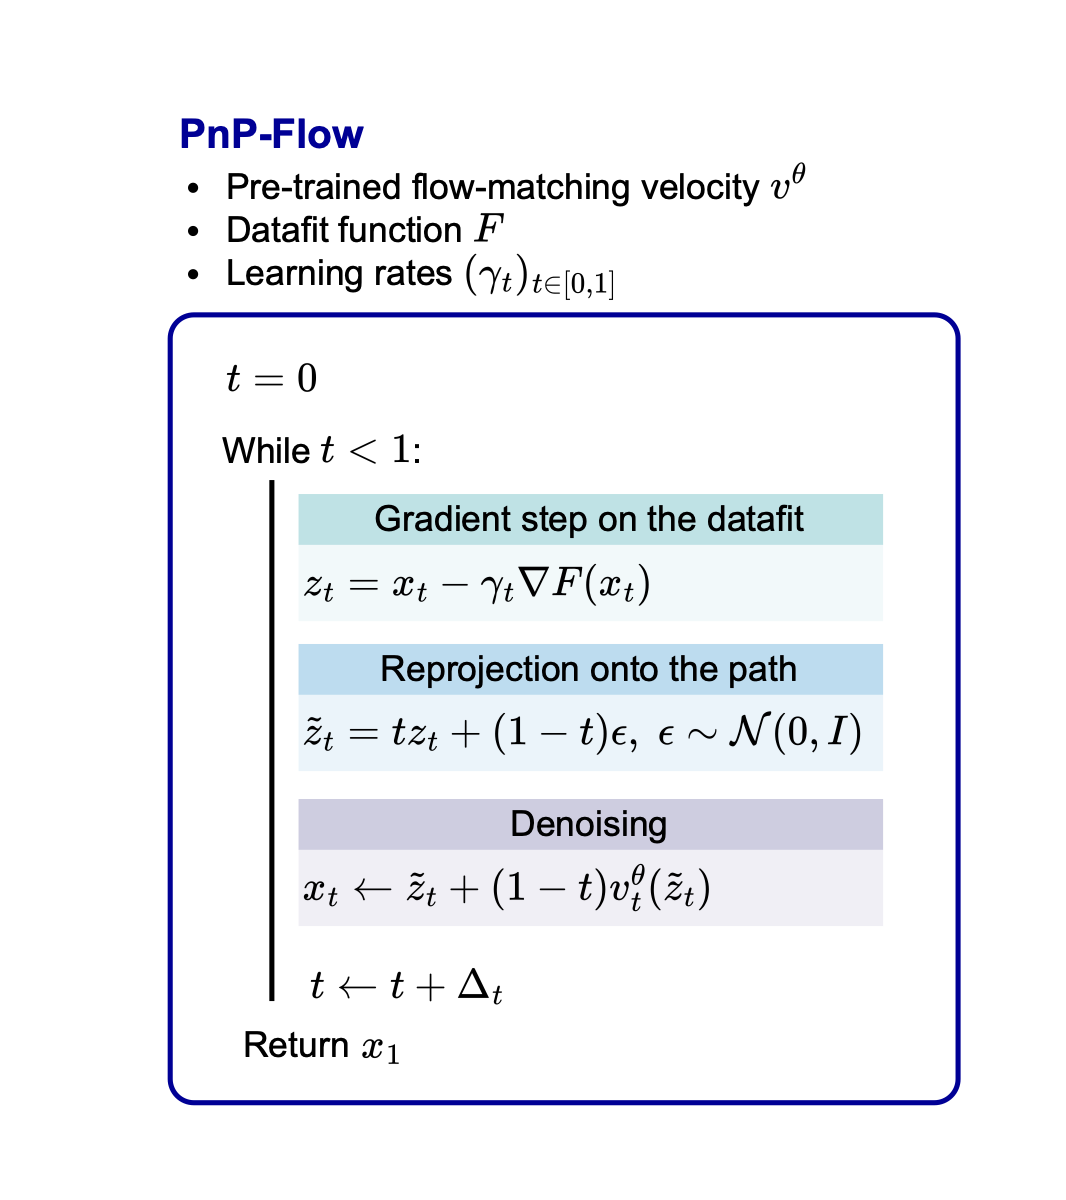 PnP-Flow
• Pre-trained flow-matching velocity $v^\theta$
• Datafit function $F$
• Learning rates $(\gamma_t)_{t\in[0,1]}$
$t = 0$
While $t < 1$:
Gradient step on the datafit
$z_t = x_t - \gamma_t \nabla F(x_t)$
Reprojection onto the path
$\tilde{z}_t = t z_t + (1 - t)\epsilon, \ \epsilon \sim \mathcal{N}(0, I)$
Denoising
$x_t \leftarrow \tilde{z}_t + (1 - t) v_t^\theta(\tilde{z}_t)$
$t \leftarrow t + \Delta_t$
Return $x_1$